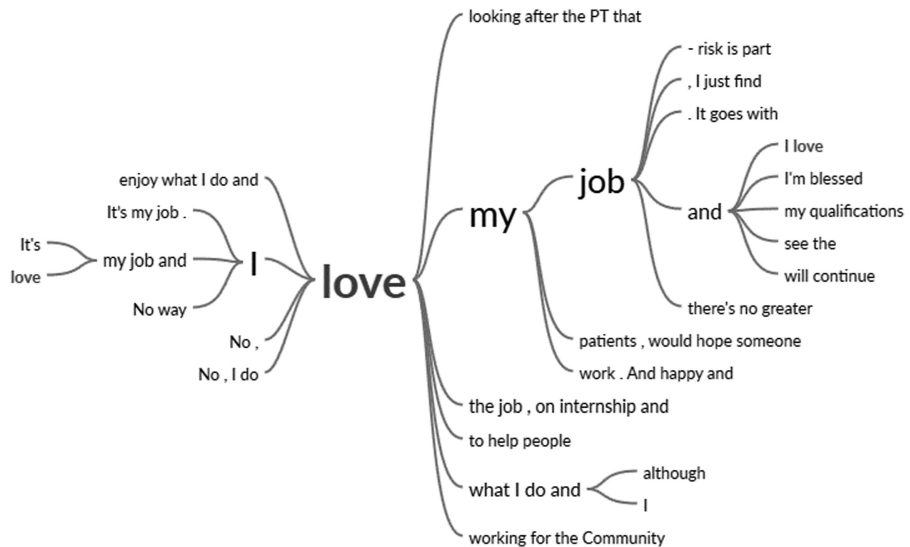 looking after the PT that
- risk is part
, I just find
. It goes with
I love
enjoy what I do and
job
I'm blessed
It's my job .
my
and
my qualifications
It's
see the
my job and
I
love
love
will continue
No way
there's no greater
No ,
patients , would hope someone
No , I do
work . And happy and
the job , on internship and
to help people
although
what I do and
I
working for the Community